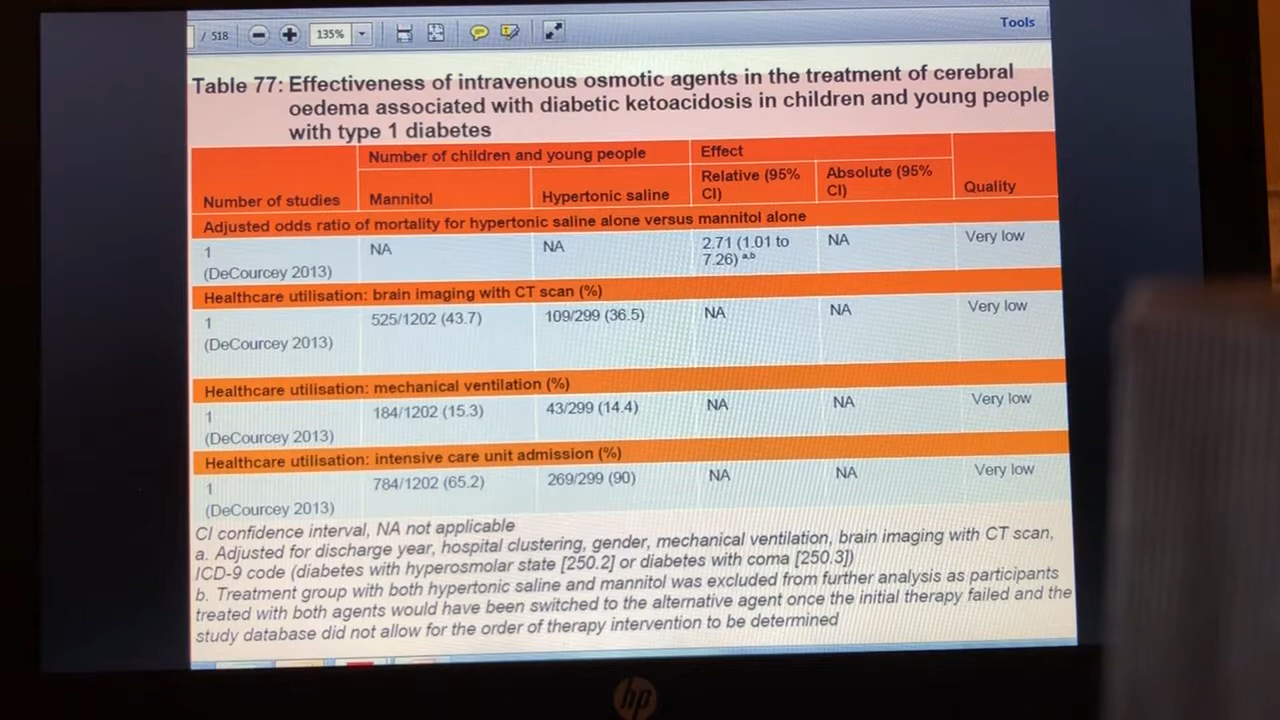 / 518
135%
Tools
Table 77: Effectiveness of intravenous osmotic agents in the treatment of cerebral
oedema associated with diabetic ketoacidosis in children and young people
with type 1 diabetes
Number of children and young people
Effect
Number of studies
Mannitol
Hypertonic saline
Relative (95%
CI)
Absolute (95%
CI)
Quality
Adjusted odds ratio of mortality for hypertonic saline alone versus mannitol alone
1
(DeCourcey 2013)
NA
NA
2.71 (1.01 to
7.26) a,b
NA
Very low
Healthcare utilisation: brain imaging with CT scan (%)
1
(DeCourcey 2013)
525/1202 (43.7)
109/299 (36.5)
NA
NA
Very low
Healthcare utilisation: mechanical ventilation (%)
1
(DeCourcey 2013)
184/1202 (15.3)
43/299 (14.4)
NA
NA
Very low
Healthcare utilisation: intensive care unit admission (%)
1
(DeCourcey 2013)
784/1202 (65.2)
269/299 (90)
NA
NA
Very low
CI confidence interval, NA not applicable
a. Adjusted for discharge year, hospital clustering, gender, mechanical ventilation, brain imaging with CT scan,
ICD-9 code (diabetes with hyperosmolar state [250.2] or diabetes with coma [250.3])
b. Treatment group with both hypertonic saline and mannitol was excluded from further analysis as participants
treated with both agents would have been switched to the alternative agent once the initial therapy failed and the
study database did not allow for the order of therapy intervention to be determined
hp